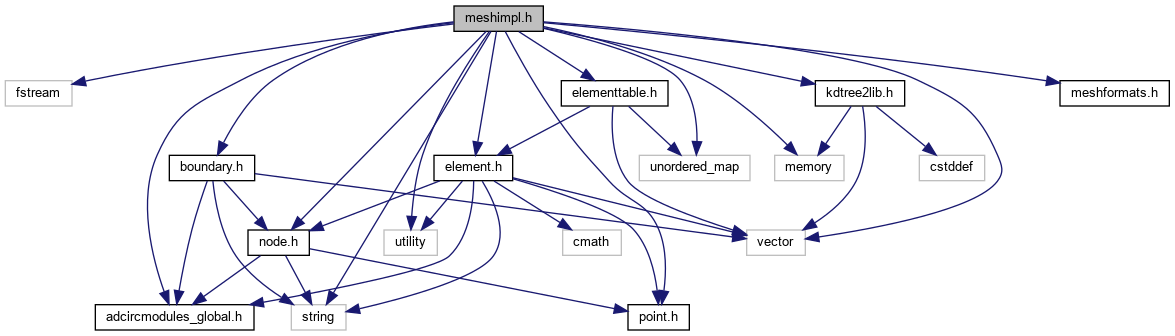 meshimpl.h
fstream
elementtable.h
kdtree2lib.h
meshformats.h
boundary.h
element.h
unordered_map
memory
cstddef
node.h
utility
cmath
vector
adcircmodules_global.h
string
point.h